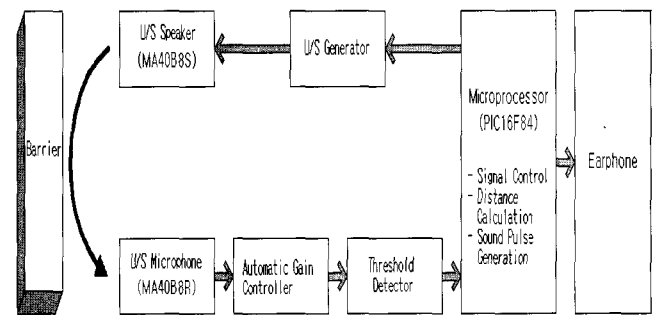 U/S Speaker
(MA40B8S)
U/S Generator
Microprocessor
(PIC16F84)
- Signal Control
- Distance
Calculation
- Sound Pulse
Generation
Earphone
Barrier
U/S Microphone
(MA40B8R)
Automatic Gain
Controller
Threshold
Detector